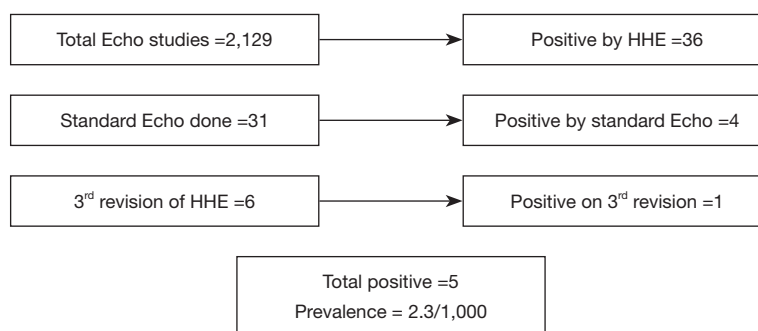 Total Echo studies =2,129
Positive by HHE =36
Standard Echo done =31
Positive by standard Echo =4
3rd revision of HHE =6
Positive on 3rd revision =1
Total positive =5
Prevalence = 2.3/1,000